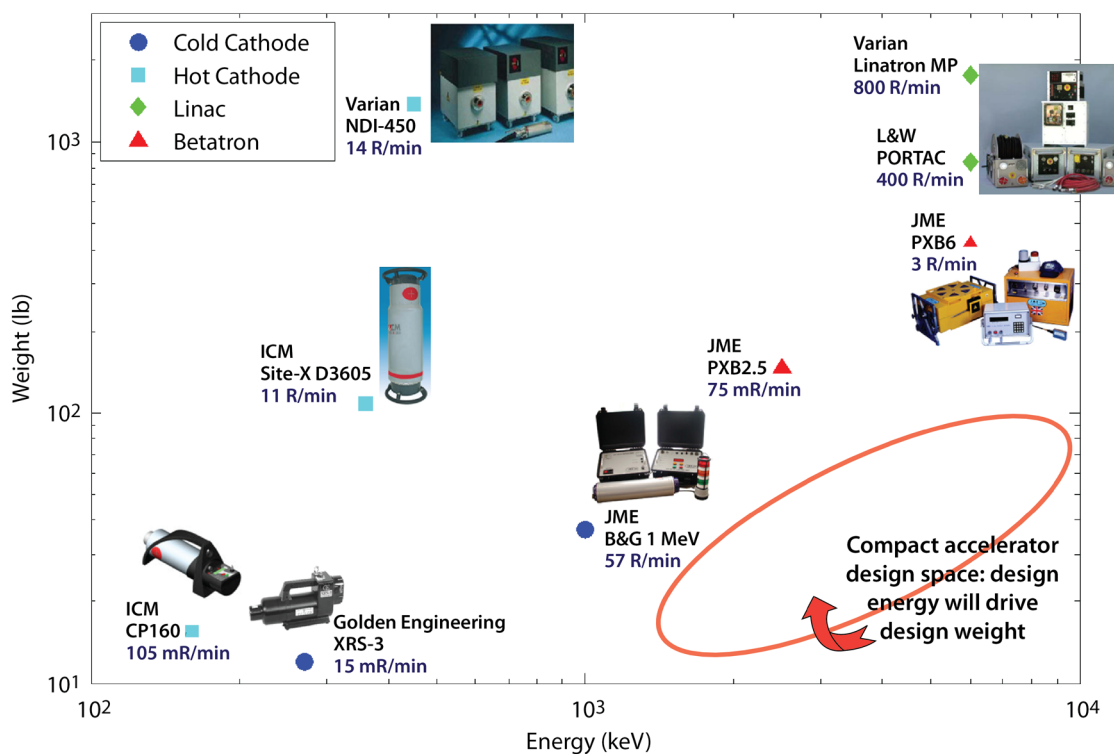 Cold Cathode
Hot Cathode
Linac
Betatron
Varian
NDI-450
14 R/min
Varian
Linatron MP
800 R/min
L&W
PORTAC
400 R/min
JME
PXB6
3 R/min
ICM
Site-X D3605
11 R/min
JME
PXB2.5
75 mR/min
JME
B&G 1 MeV
57 R/min
ICM
CP160
105 mR/min
Golden Engineering
XRS-3
15 mR/min
Compact accelerator
design space: design
energy will drive
design weight
Weight (lb)
10³
10²
10¹
10²
10³
10⁴
Energy (keV)